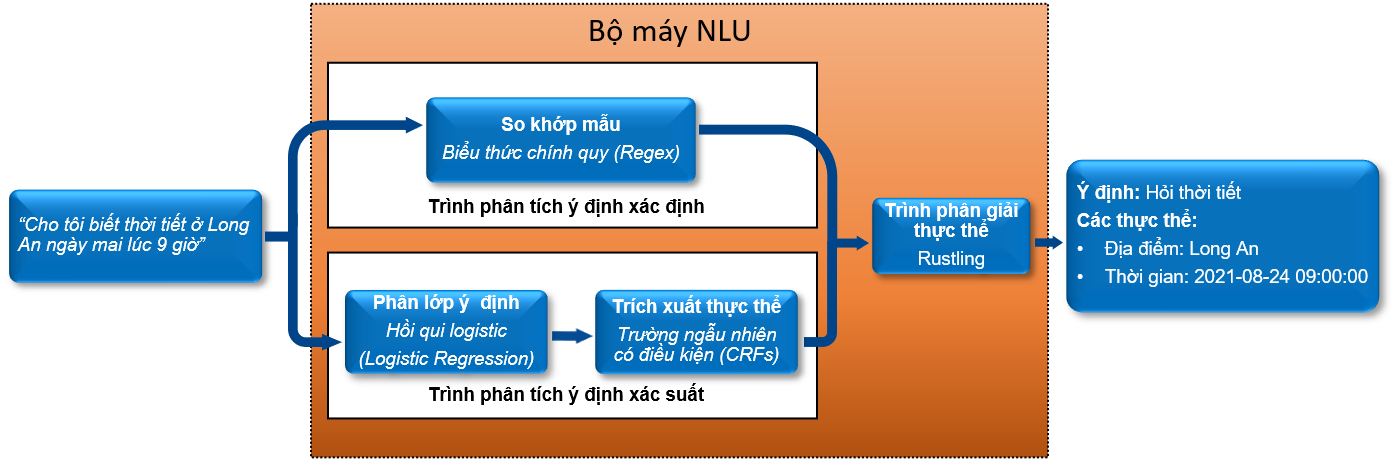 Bộ máy NLU
“Cho tôi biết thời tiết ở Long
An ngày mai lúc 9 giờ”
So khớp mẫu
Biểu thức chính quy (Regex)
Trình phân tích ý định xác định
Phân lớp ý định
Hồi qui logistic
(Logistic Regression)
Trích xuất thực thể
Trường ngẫu nhiên
có điều kiện (CRFs)
Trình phân tích ý định xác suất
Trình phân giải
thực thể
Rustling
Ý định: Hỏi thời tiết
Các thực thể:
• Địa điểm: Long An
• Thời gian: 2021-08-24 09:00:00